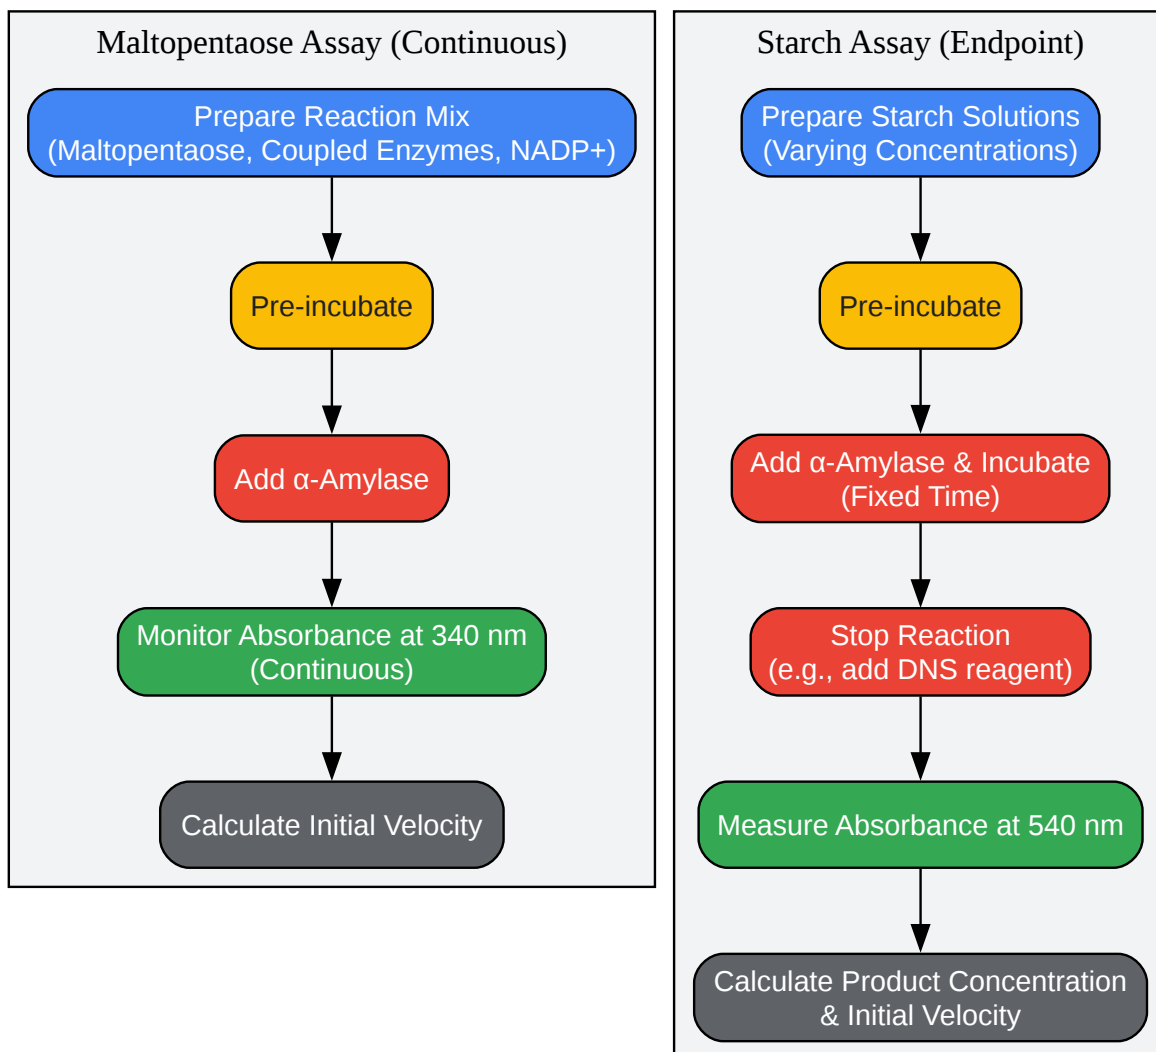 Maltopentaose Assay (Continuous)
Prepare Reaction Mix
(Maltopentaose, Coupled Enzymes, NADP+)
Pre-incubate
Add α-Amylase
Monitor Absorbance at 340 nm
(Continuous)
Calculate Initial Velocity
Starch Assay (Endpoint)
Prepare Starch Solutions
(Varying Concentrations)
Pre-incubate
Add α-Amylase & Incubate
(Fixed Time)
Stop Reaction
(e.g., add DNS reagent)
Measure Absorbance at 540 nm
Calculate Product Concentration
& Initial Velocity